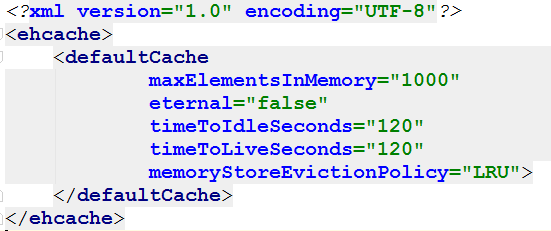 <?xml version="1.0" encoding="UTF-8"?>
<ehcache>
    <defaultCache
            maxElementsInMemory="1000"
            eternal="false"
            timeToIdleSeconds="120"
            timeToLiveSeconds="120"
            memoryStoreEvictionPolicy="LRU">
    </defaultCache>
</ehcache>